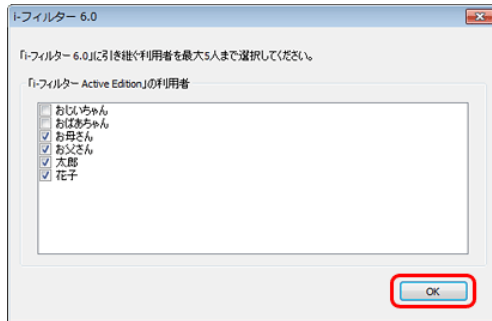 i-フィルター 6.0
「i-フィルター 6.0」に引き継ぐ利用者を最大5人まで選択してください。
「i-フィルター Active Edition」の利用者
おじいちゃん
おばあちゃん
お母さん
お父さん
太郎
花子
OK